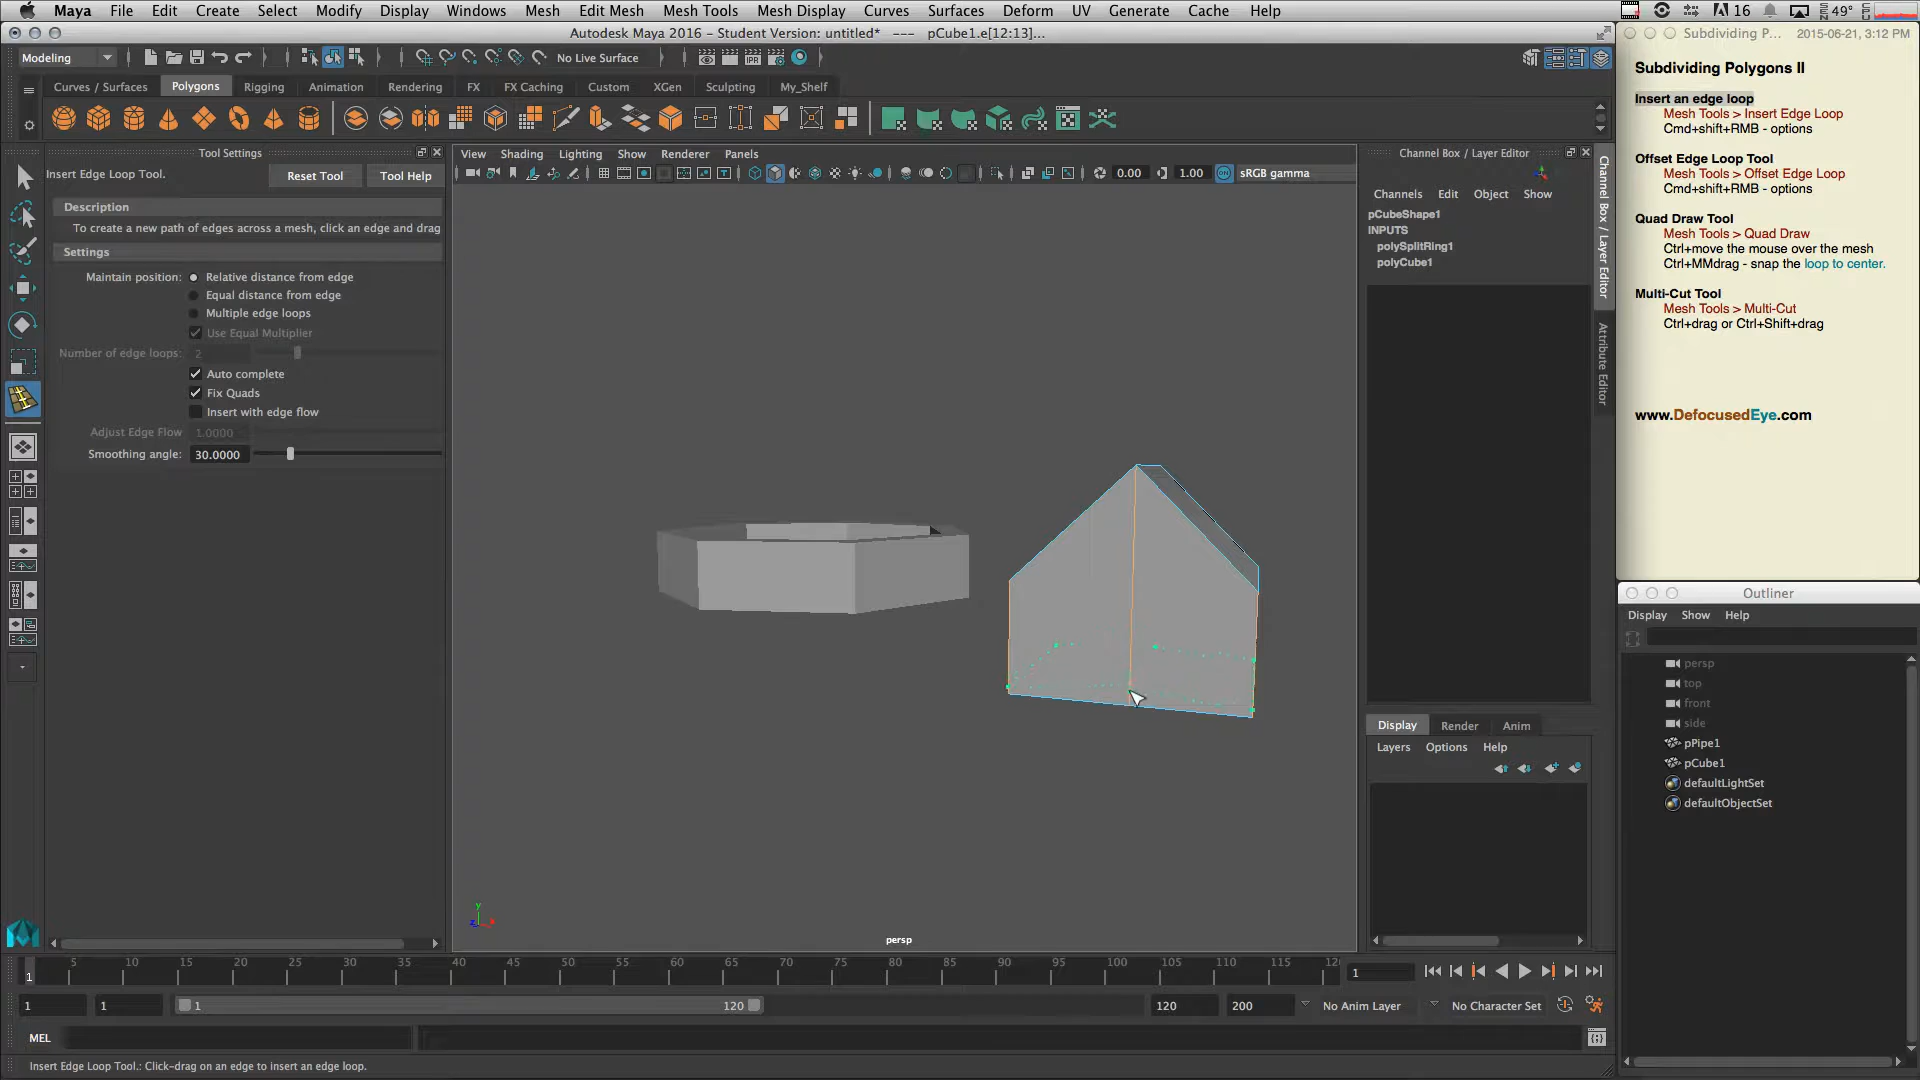 Maya File Edit Create Select Modify Display Windows Mesh Edit Mesh Mesh Tools Mesh Display Curves Surfaces Deform UV Generate Cache Help
16 49°
Autodesk Maya 2016 - Student Version: untitled* --- pCube1.e[12:13]...
Modeling
No Live Surface
Curves / Surfaces Polygons Rigging Animation Rendering FX FX Caching Custom XGen Sculpting My_Shelf
Tool Settings
Insert Edge Loop Tool. Reset Tool Tool Help
Description
To create a new path of edges across a mesh, click an edge and drag
Settings
Maintain position: Relative distance from edge
Equal distance from edge
Multiple edge loops
Use Equal Multiplier
Number of edge loops: 2
Auto complete
Fix Quads
Insert with edge flow
Adjust Edge Flow 1.0000
Smoothing angle: 30.0000
View Shading Lighting Show Renderer Panels
0.00 1.00 sRGB gamma
persp
Channel Box / Layer Editor
Channels Edit Object Show
pCubeShape1
INPUTS
polySplitRing1
polyCube1
Channel Box / Layer Editor
Attribute Editor
Display Render Anim
Layers Options Help
Subdividing P... 2015-06-21, 3:12 PM
Subdividing Polygons II
Insert an edge loop
Mesh Tools > Insert Edge Loop
Cmd+shift+RMB - options
Offset Edge Loop Tool
Mesh Tools > Offset Edge Loop
Cmd+shift+RMB - options
Quad Draw Tool
Mesh Tools > Quad Draw
Ctrl+move the mouse over the mesh
Ctrl+MMdrag - snap the loop to center.
Multi-Cut Tool
Mesh Tools > Multi-Cut
Ctrl+drag or Ctrl+Shift+drag
www.DefocusedEye.com
Outliner
Display Show Help
persp
top
front
side
pPipe1
pCube1
defaultLightSet
defaultObjectSet
1 5 10 15 20 25 30 35 40 45 50 55 60 65 70 75 80 85 90 95 100 105 110 115 12
1
1 1 1 120 120 200 No Anim Layer No Character Set
MEL
Insert Edge Loop Tool.: Click-drag on an edge to insert an edge loop.